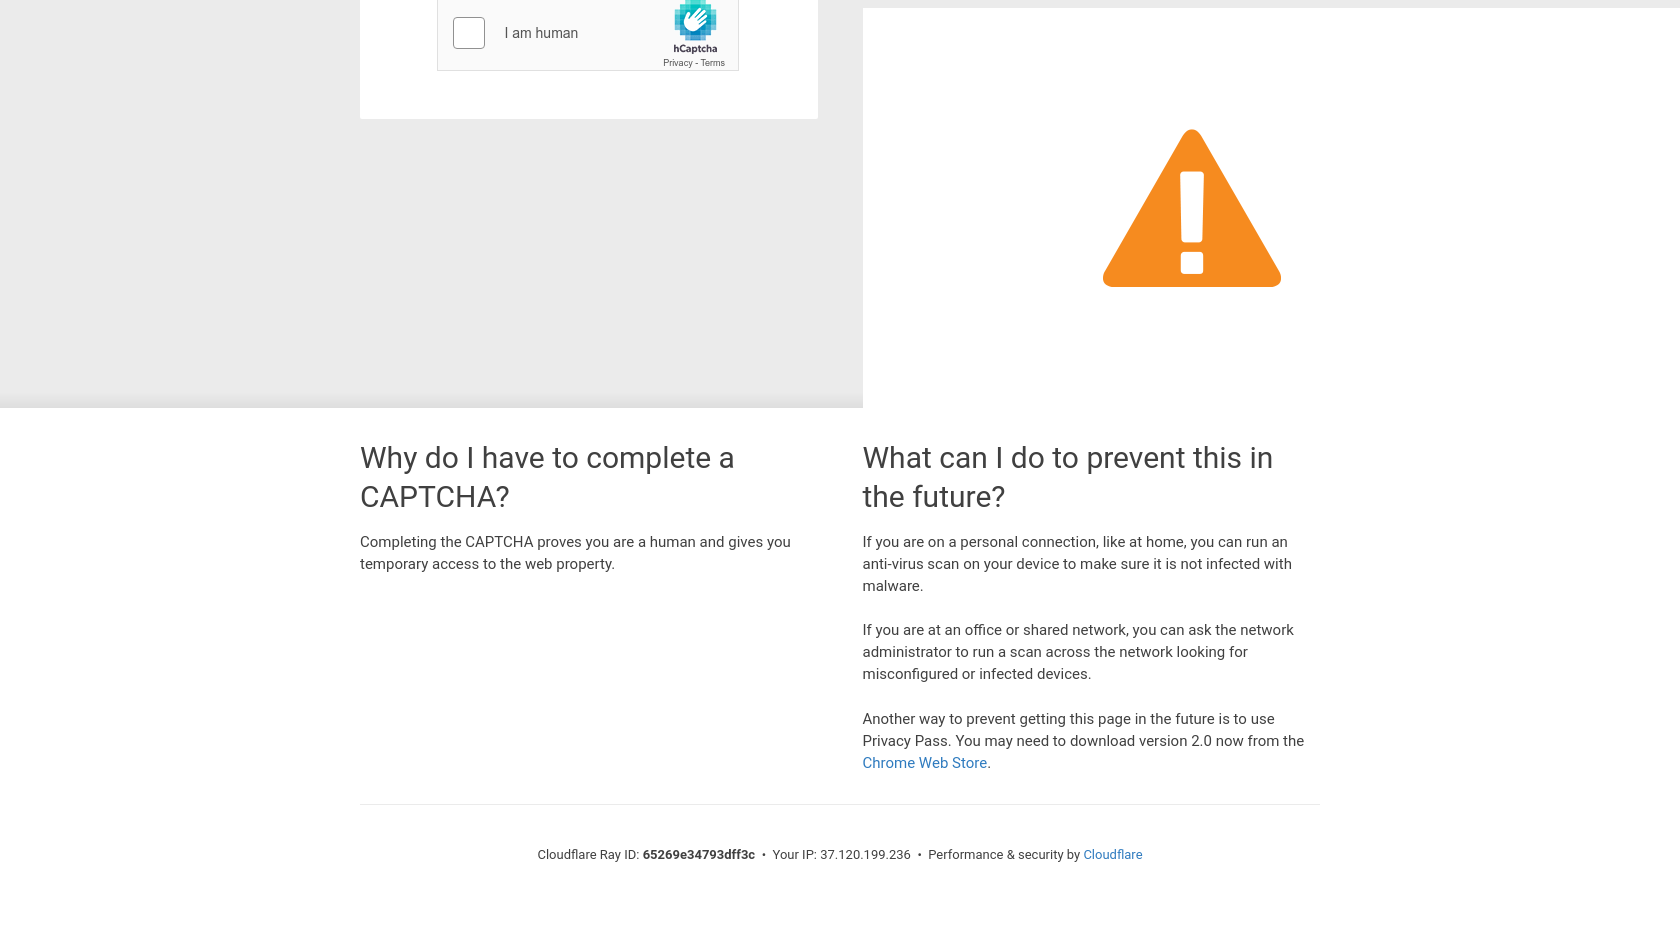 I am human
hCaptcha
Privacy - Terms
Why do I have to complete a
CAPTCHA?
Completing the CAPTCHA proves you are a human and gives you
temporary access to the web property.
What can I do to prevent this in
the future?
If you are on a personal connection, like at home, you can run an
anti-virus scan on your device to make sure it is not infected with
malware.
If you are at an office or shared network, you can ask the network
administrator to run a scan across the network looking for
misconfigured or infected devices.
Another way to prevent getting this page in the future is to use
Privacy Pass. You may need to download version 2.0 now from the
Chrome Web Store.
Cloudflare Ray ID: 65269e34793dff3c • Your IP: 37.120.199.236 • Performance & security by Cloudflare